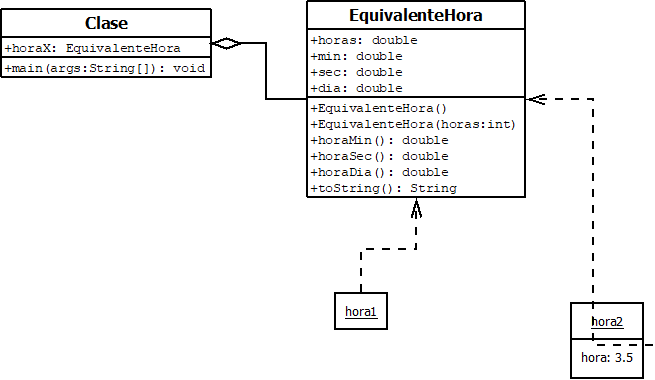 Clase
+horaX: EquivalenteHora
+main(args:String[]): void
EquivalenteHora
+horas: double
+min: double
+sec: double
+dia: double
+EquivalenteHora()
+EquivalenteHora(horas:int)
+horaMin(): double
+horaSec(): double
+horaDia(): double
+toString(): String
hora1
hora2
hora: 3.5